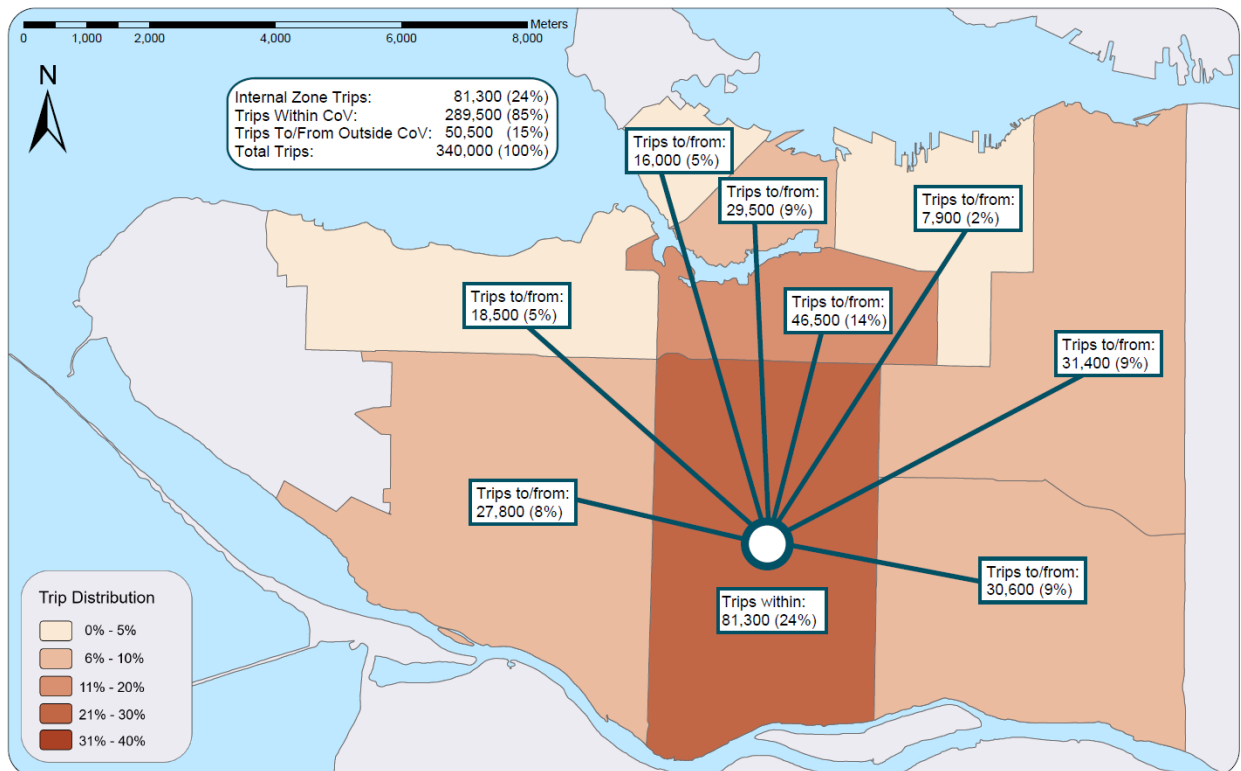 Meters
0 1,000 2,000 4,000 6,000 8,000
N
Internal Zone Trips: 81,300 (24%)
Trips Within CoV: 289,500 (85%)
Trips To/From Outside CoV: 50,500 (15%)
Total Trips: 340,000 (100%)
Trips to/from:
16,000 (5%)
Trips to/from:
29,500 (9%)
Trips to/from:
7,900 (2%)
Trips to/from:
18,500 (5%)
Trips to/from:
46,500 (14%)
Trips to/from:
31,400 (9%)
Trips to/from:
27,800 (8%)
Trips to/from:
30,600 (9%)
Trips within:
81,300 (24%)
Trip Distribution
0% - 5%
6% - 10%
11% - 20%
21% - 30%
31% - 40%